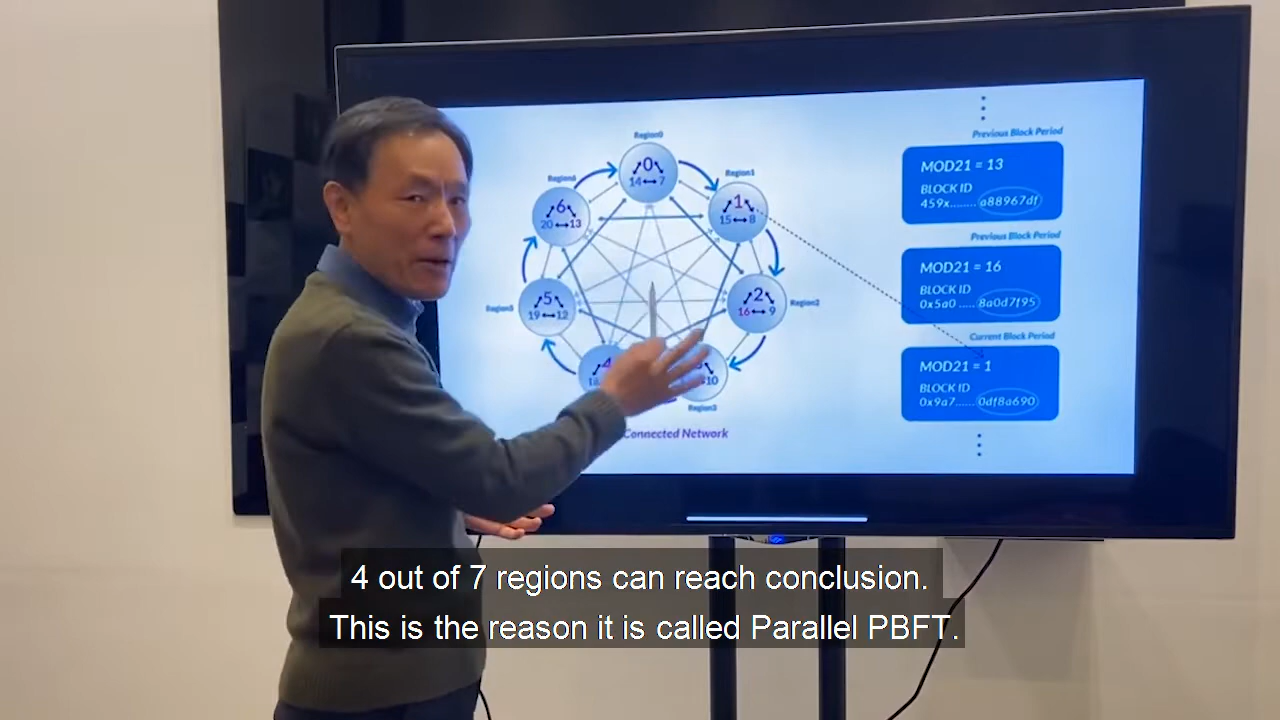 Region0
0
14↔7
Region1
1
15↔8
Region2
2
16↔9
Region3
10
4
18
Region5
5
19↔12
Region6
6
20↔13
Connected Network
Previous Block Period
MOD21 = 13
BLOCK ID
459x........a88967df
Previous Block Period
MOD21 = 16
BLOCK ID
0x5a0 .....8a0d7f95
Current Block Period
MOD21 = 1
BLOCK ID
0x9a7......0df8a690
4 out of 7 regions can reach conclusion.
This is the reason it is called Parallel PBFT.